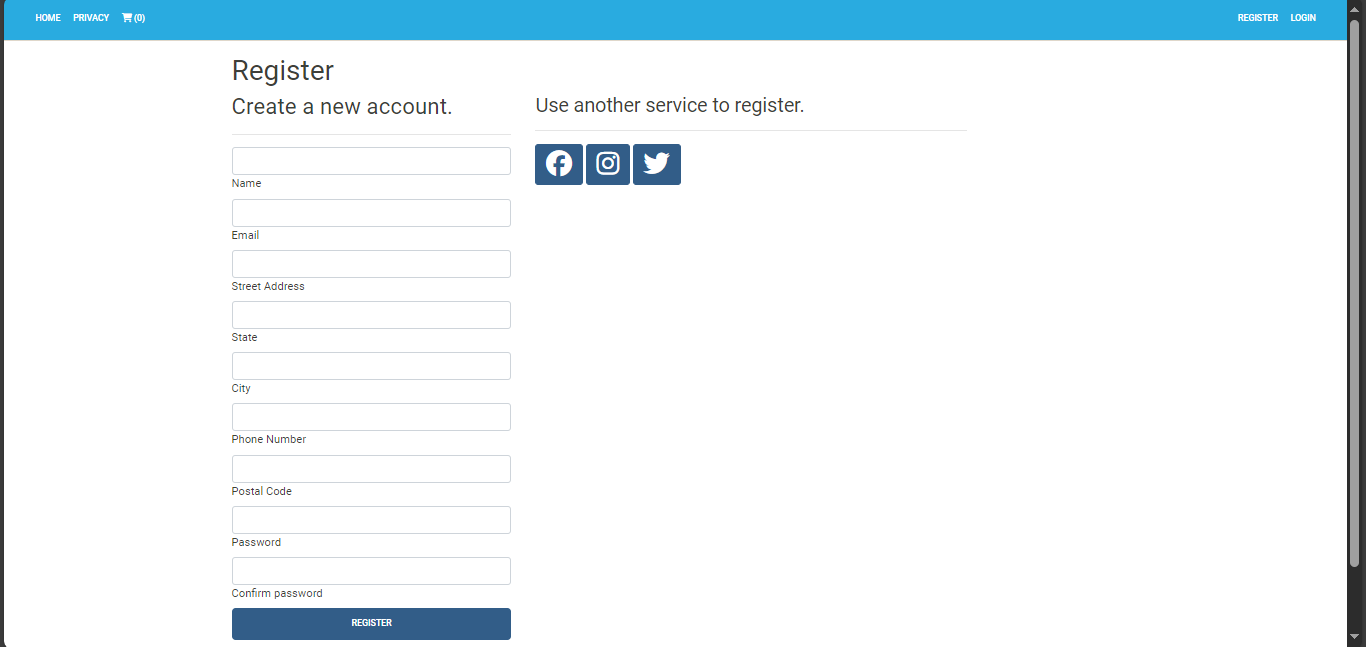 HOME PRIVACY (0) REGISTER LOGIN
Register
Create a new account.
Use another service to register.
Name
Email
Street Address
State
City
Phone Number
Postal Code
Password
Confirm password
REGISTER